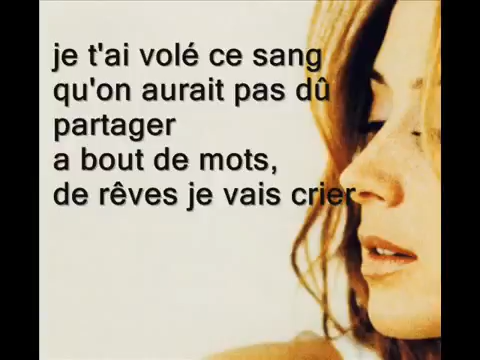 je t'ai volé ce sang
qu'on aurait pas dû
partager
a bout de mots,
de rêves je vais crier